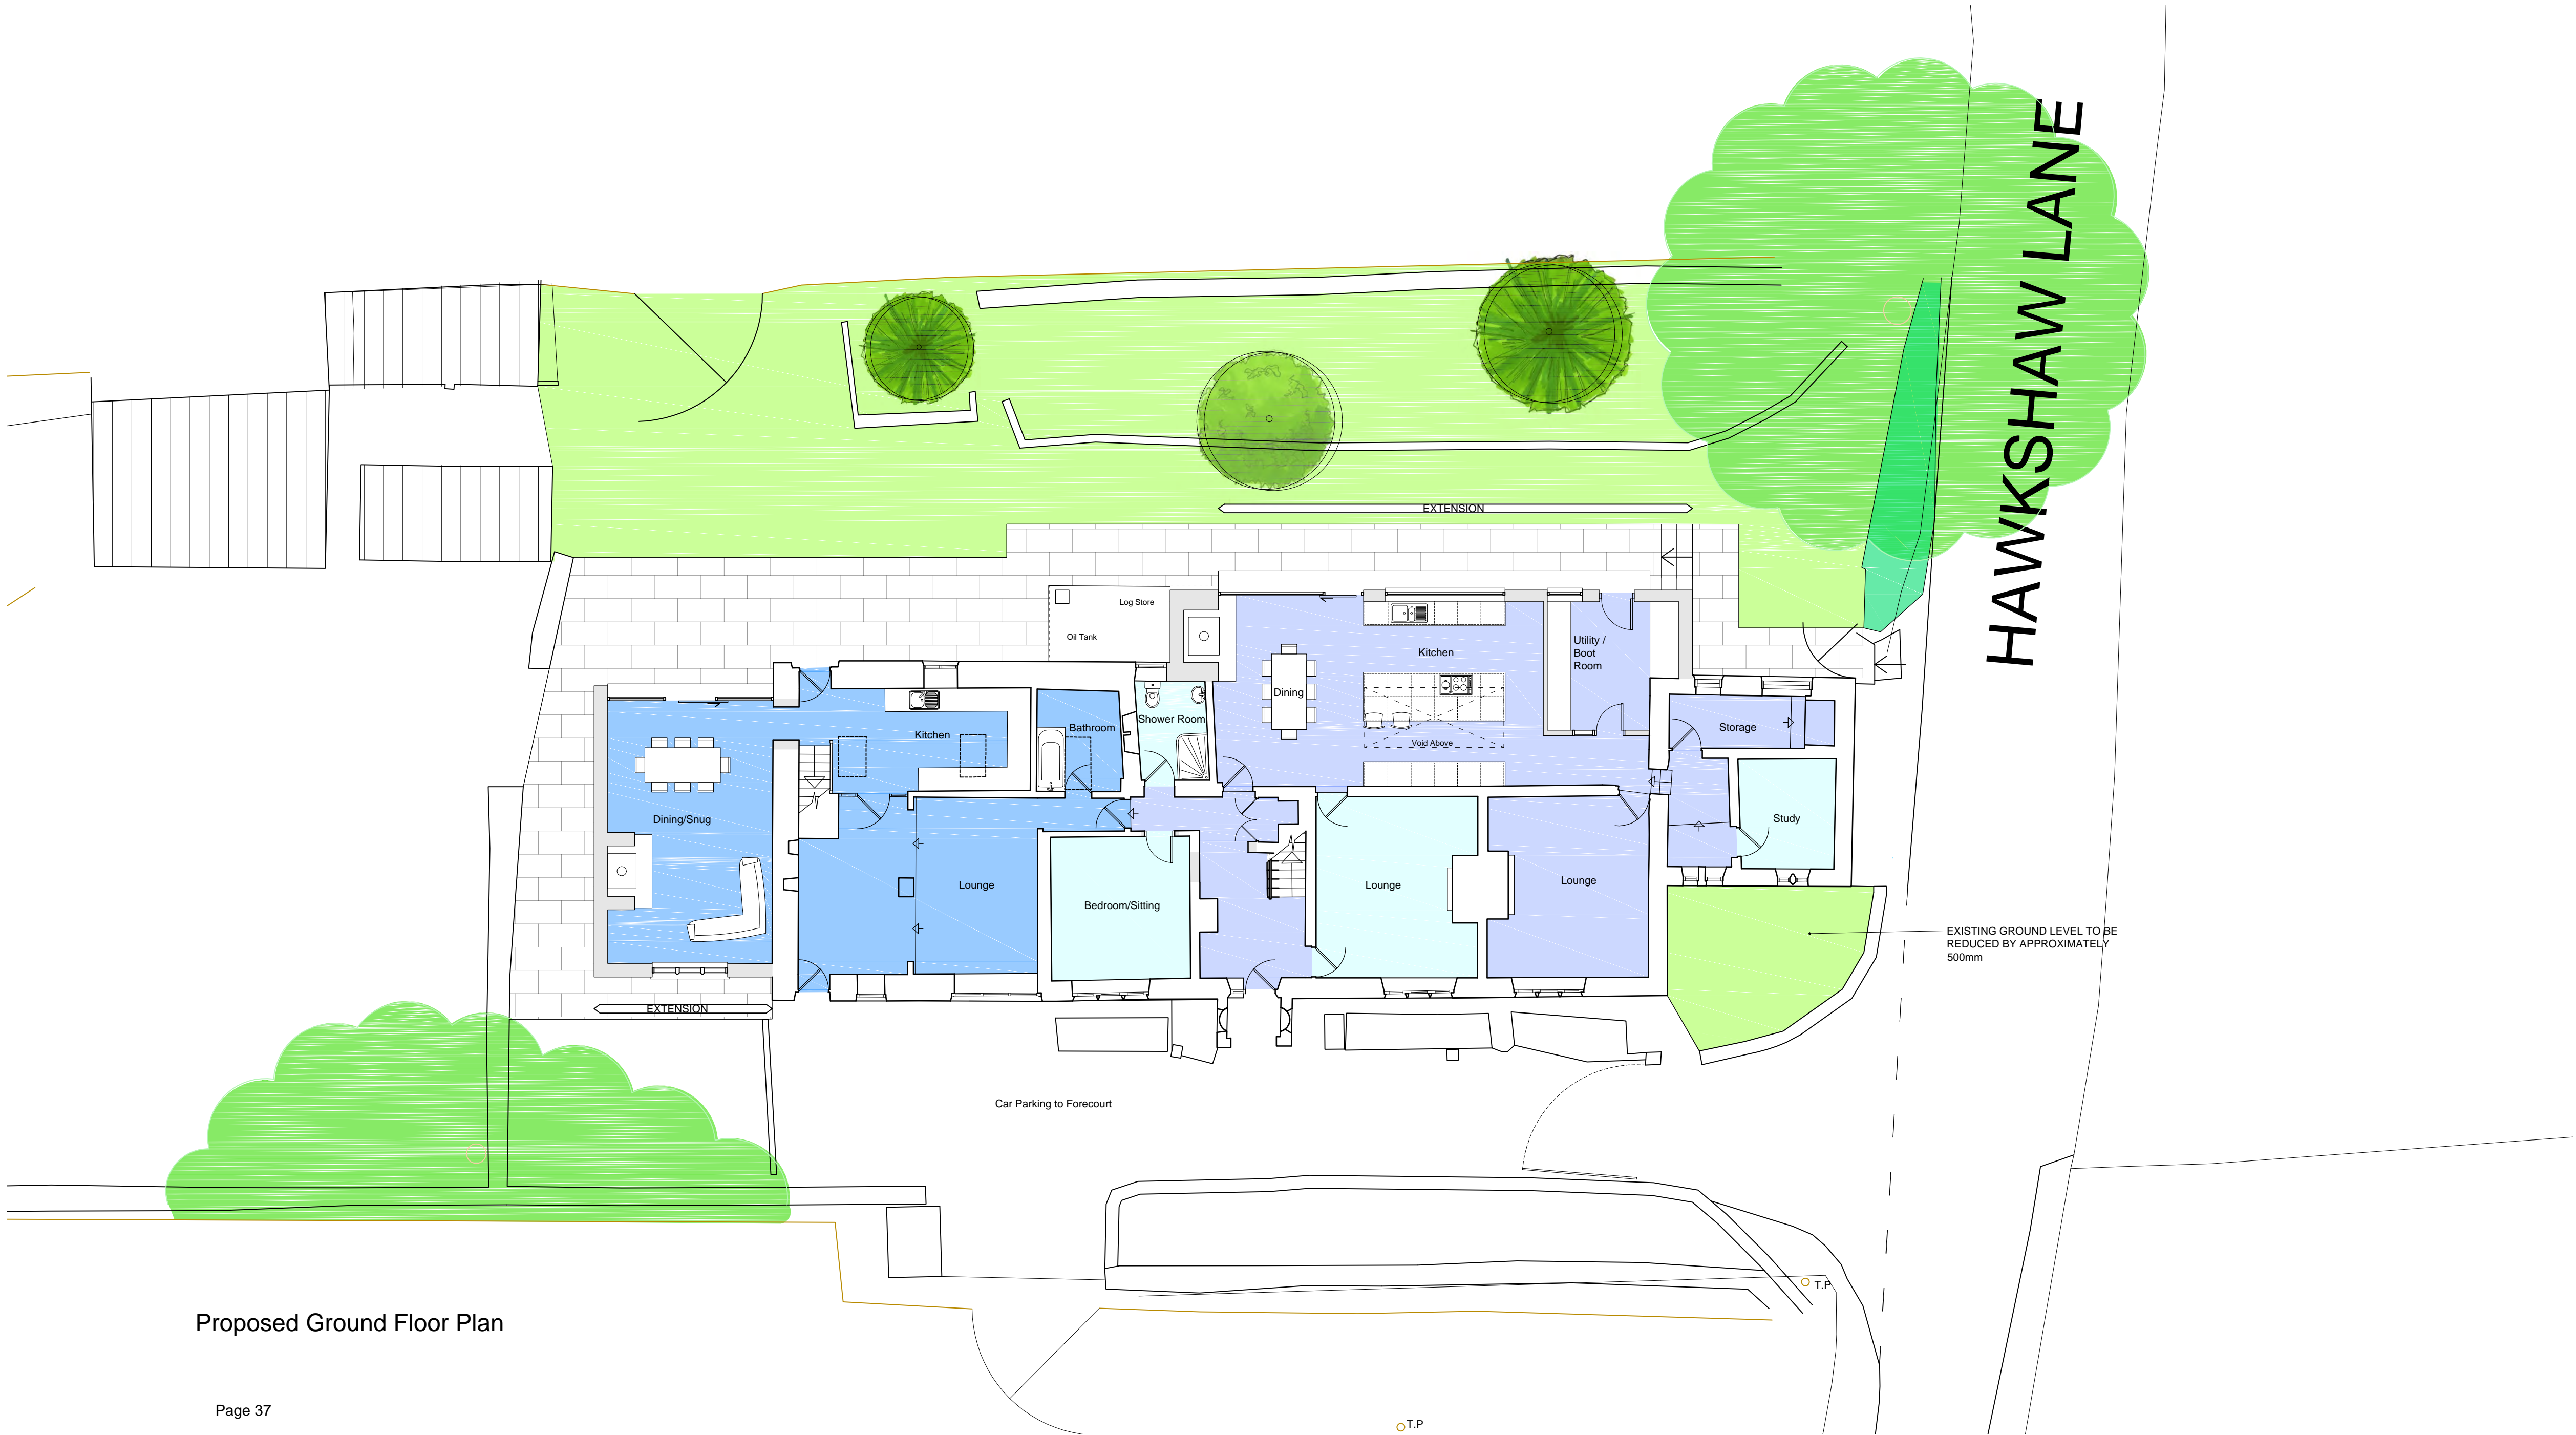 HAWKSHAW LANE
EXTENSION
Log Store
Oil Tank
Utility /
Boot
Room
Kitchen
Dining
Shower Room
Bathroom
Kitchen
Storage
Void Above
Dining/Snug
Study
Lounge
Lounge
Lounge
Bedroom/Sitting
EXISTING GROUND LEVEL TO BE
REDUCED BY APPROXIMATELY
500mm
EXTENSION
Car Parking to Forecourt
T.P
Proposed Ground Floor Plan
Page 37
T.P